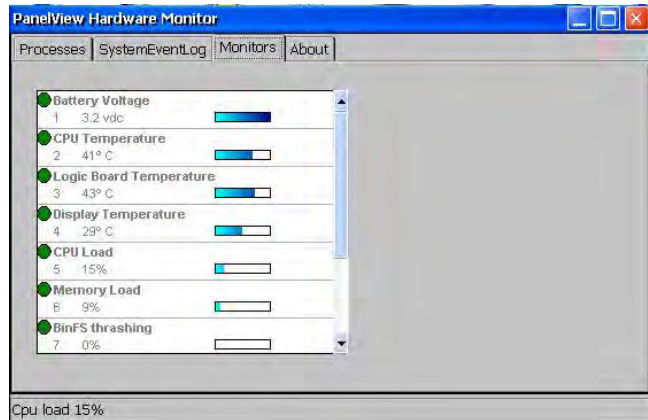 PanelView Hardware Monitor
Processes SystemEventLog Monitors About
Battery Voltage
1 3.2 vdc
CPU Temperature
2 41° C
Logic Board Temperature
3 43° C
Display Temperature
4 29° C
CPU Load
5 15%
Memory Load
6 9%
BinFS thrashing
7 0%
Cpu load 15%